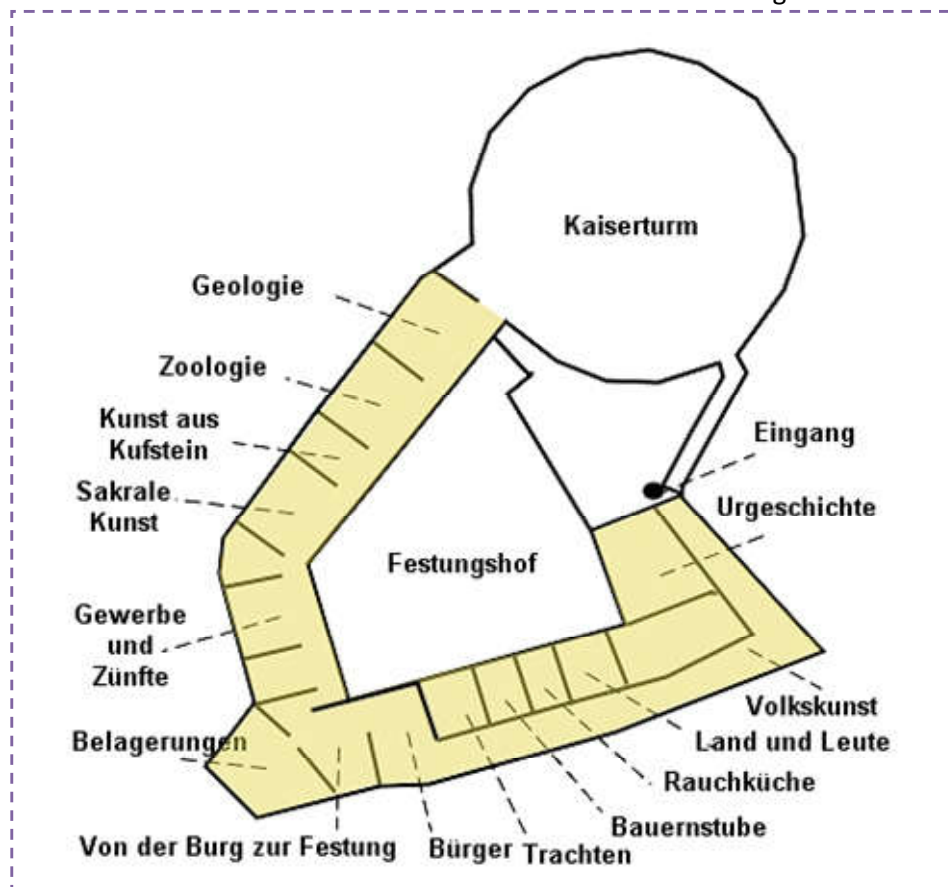 Kaiserturm
Geologie
Zoologie
Kunst aus
Kufstein
Eingang
Sakrale
Kunst
Urgeschichte
Festungshof
Gewerbe
und
Zünfte
Volkskunst
Belagerungen
Land und Leute
Rauchküche
Bauernstube
Von der Burg zur Festung
Bürger
Trachten